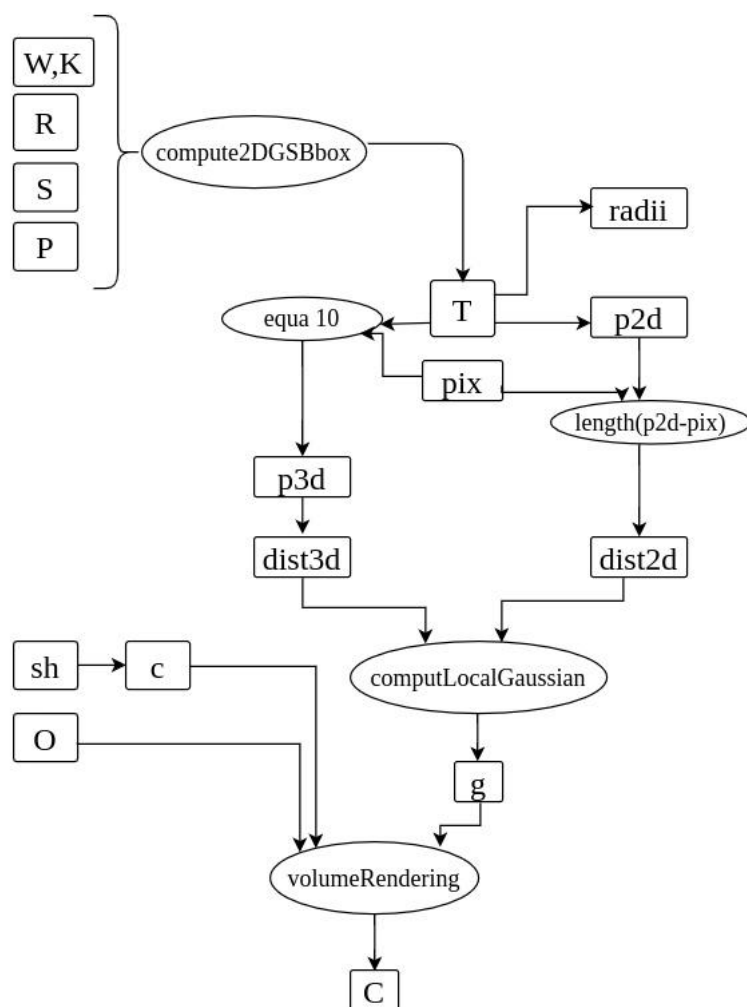 W,K
R
compute2DGSBbox
S
P
radii
T
equa 10
p2d
pix
length(p2d-pix)
p3d
dist3d
dist2d
sh
c
computLocalGaussian
O
g
volumeRendering
C